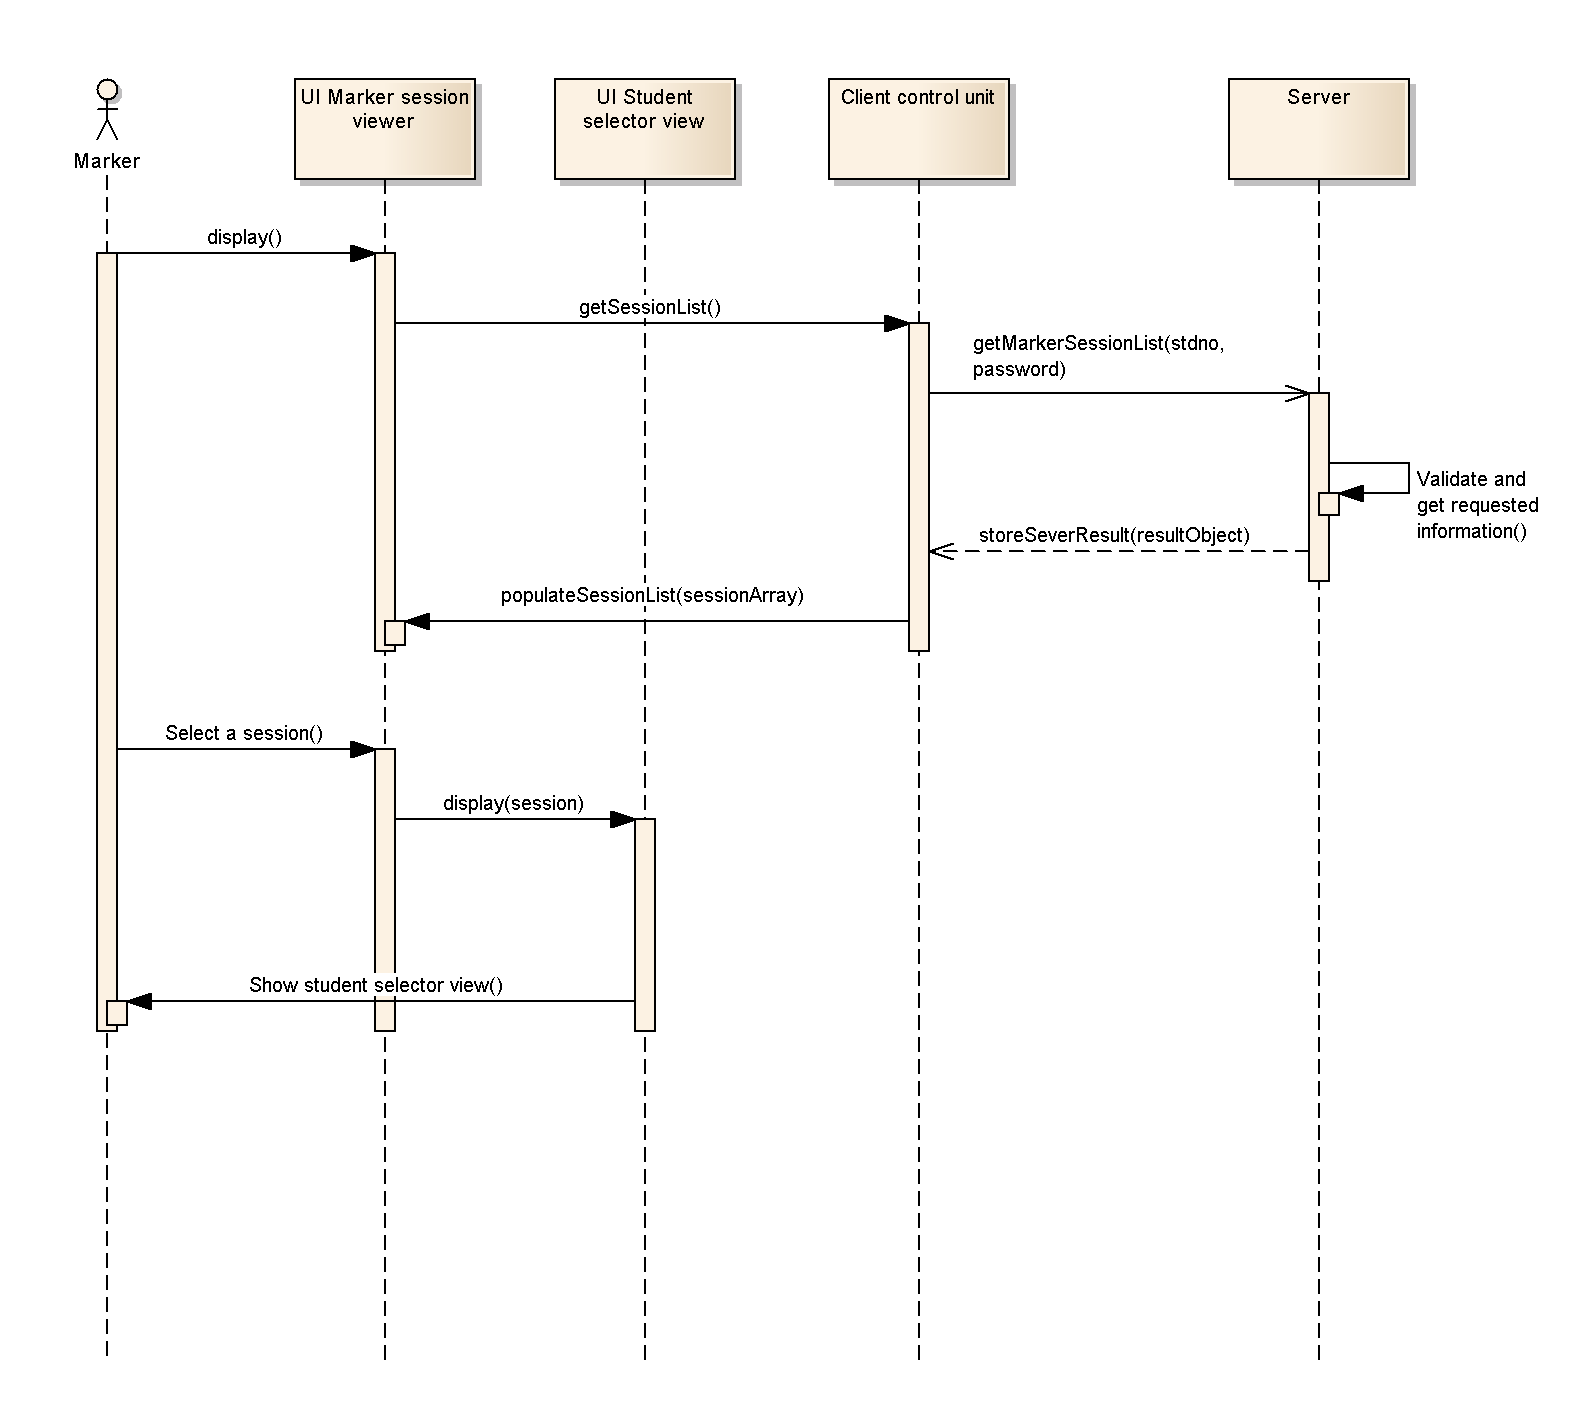 Marker
UI Marker session
viewer
UI Student
selector view
Client control unit
Server
display()
getSessionList()
getMarkerSessionList(stdno,
password)
Validate and
get requested
information()
storeSeverResult(resultObject)
populateSessionList(sessionArray)
Select a session()
display(session)
Show student selector view()